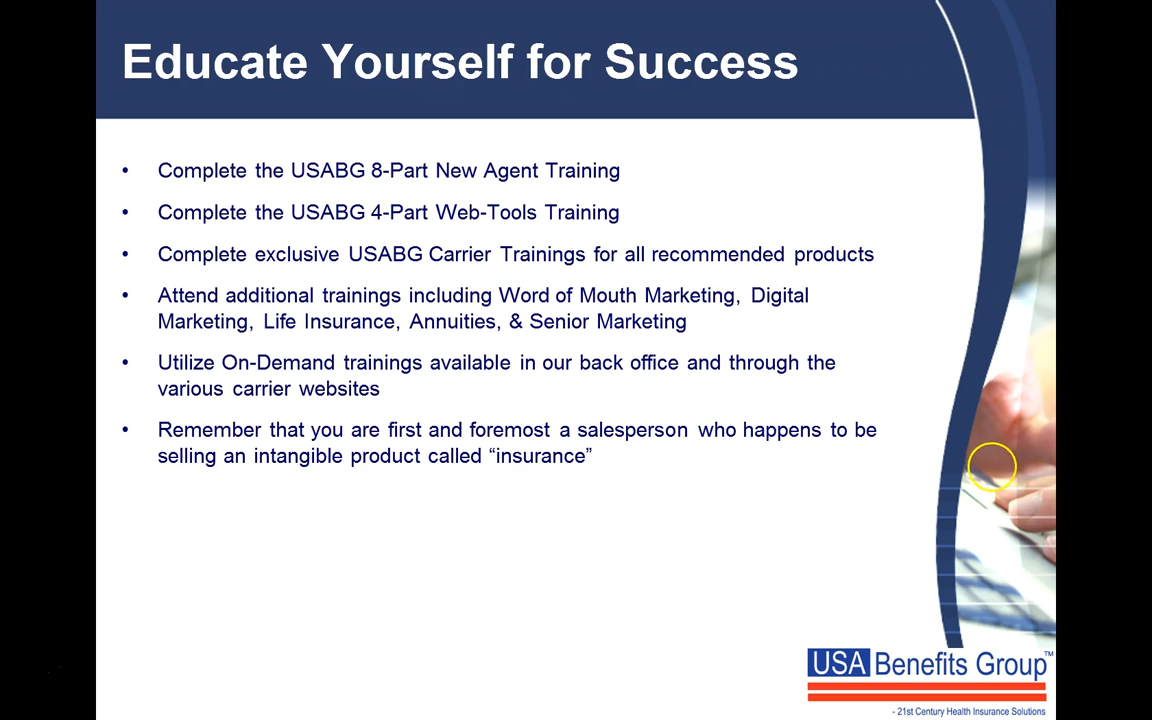 Educate Yourself for Success
• Complete the USABG 8-Part New Agent Training
• Complete the USABG 4-Part Web-Tools Training
• Complete exclusive USABG Carrier Trainings for all recommended products
• Attend additional trainings including Word of Mouth Marketing, Digital
Marketing, Life Insurance, Annuities, & Senior Marketing
• Utilize On-Demand trainings available in our back office and through the
various carrier websites
• Remember that you are first and foremost a salesperson who happens to be
selling an intangible product called “insurance”
USA Benefits Group™
- 21st Century Health Insurance Solutions